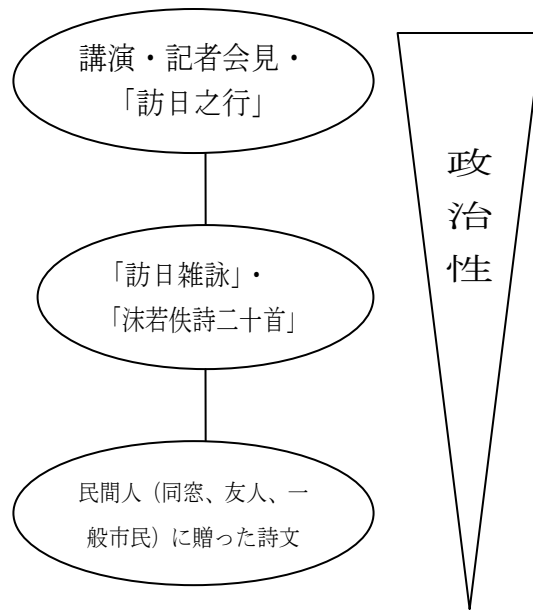 講演・記者会見・
「訪日之行」
「訪日雑詠」・
「沫若佚詩二十首」
民間人（同窓、友人、一
般市民）に贈った詩文
政
治
性